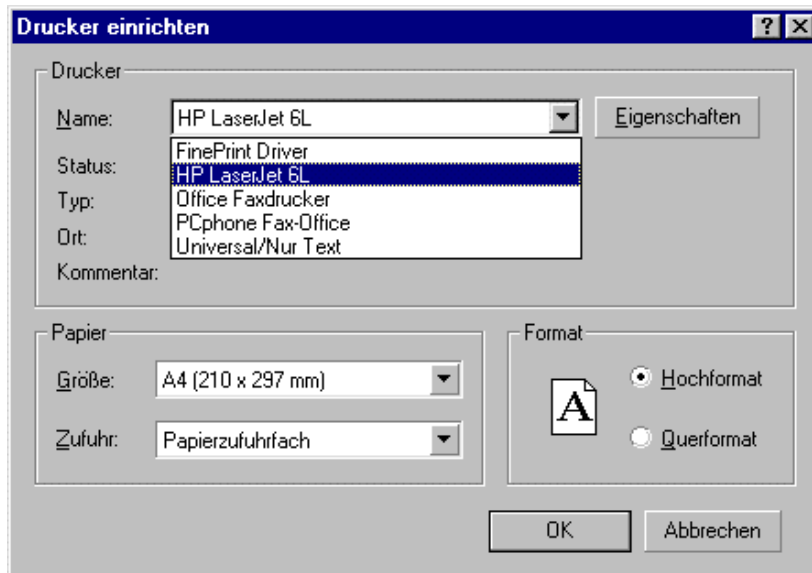 Drucker einrichten
Drucker
Name: HP LaserJet 6L Eigenschaften
FinePrint Driver
Status: HP LaserJet 6L
Typ: Office Faxdrucker
PCphone Fax-Office
Ort: Universal/Nur Text
Kommentar:
Papier
Größe: A4 (210 x 297 mm)
Zufuhr: Papierzufuhrfach
Format
A
Hochformat
Querformat
OK Abbrechen